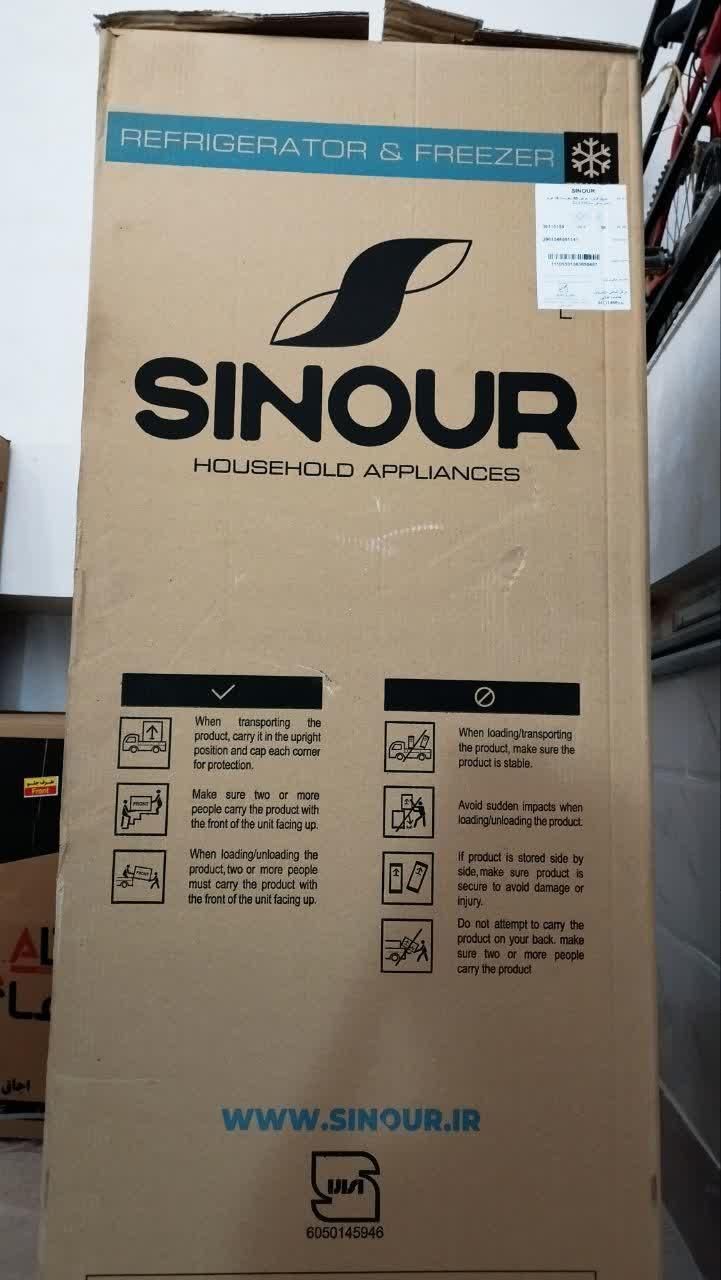 REFRIGERATOR & FREEZER
SINOUR
SINOUR
HOUSEHOLD APPLIANCES
When transporting the
product, carry it in the upright
position and cap each corner
for protection.
FRONT
Make sure two or more
people carry the product with
the front of the unit facing up.
FRONT
When loading/unloading the
product, two or more people
must carry the product with
the front of the unit facing up.
When loading/transporting
the product, make sure the
product is stable.
Avoid sudden impacts when
loading/unloading the product.
If product is stored side by
side, make sure product is
secure to avoid damage or
injury.
Do not attempt to carry the
product on your back. make
sure two or more people
carry the product
WWW.SINOUR.IR
6050145946
طرف جلو
Front
اجاق